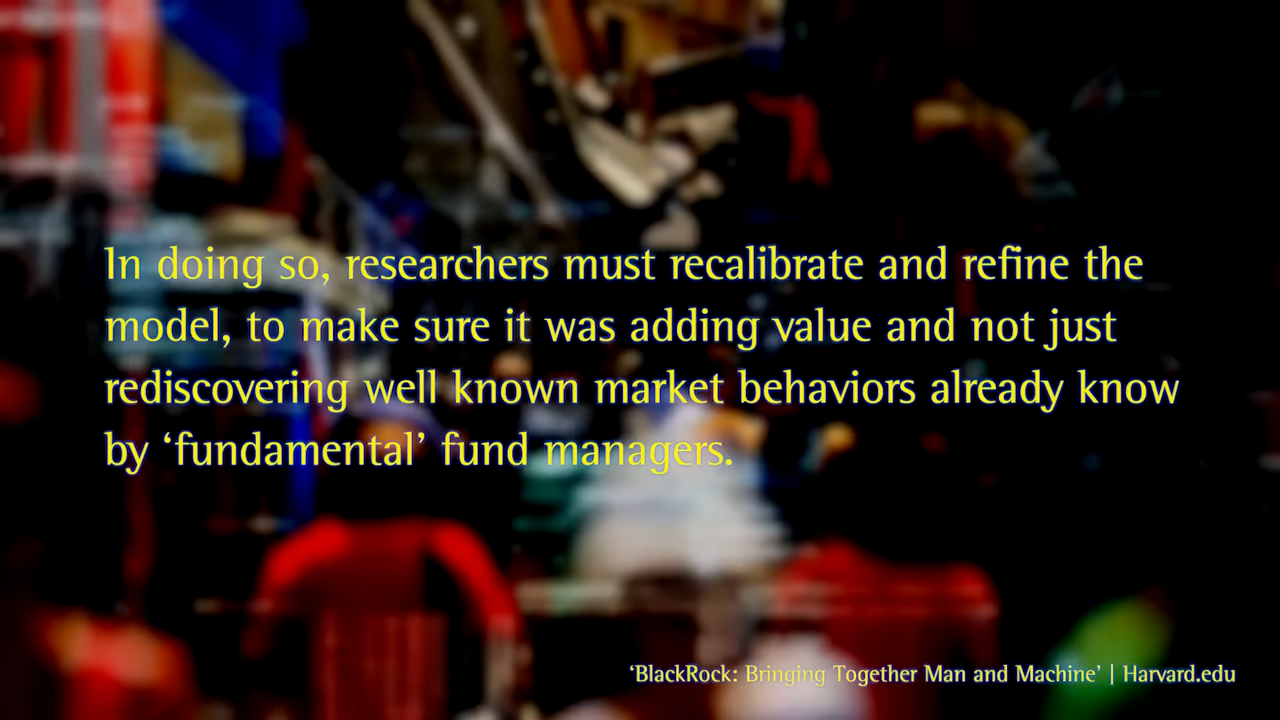 In doing so, researchers must recalibrate and refine the
model, to make sure it was adding value and not just
rediscovering well known market behaviors already know
by ‘fundamental’ fund managers.
‘BlackRock: Bringing Together Man and Machine’ | Harvard.edu